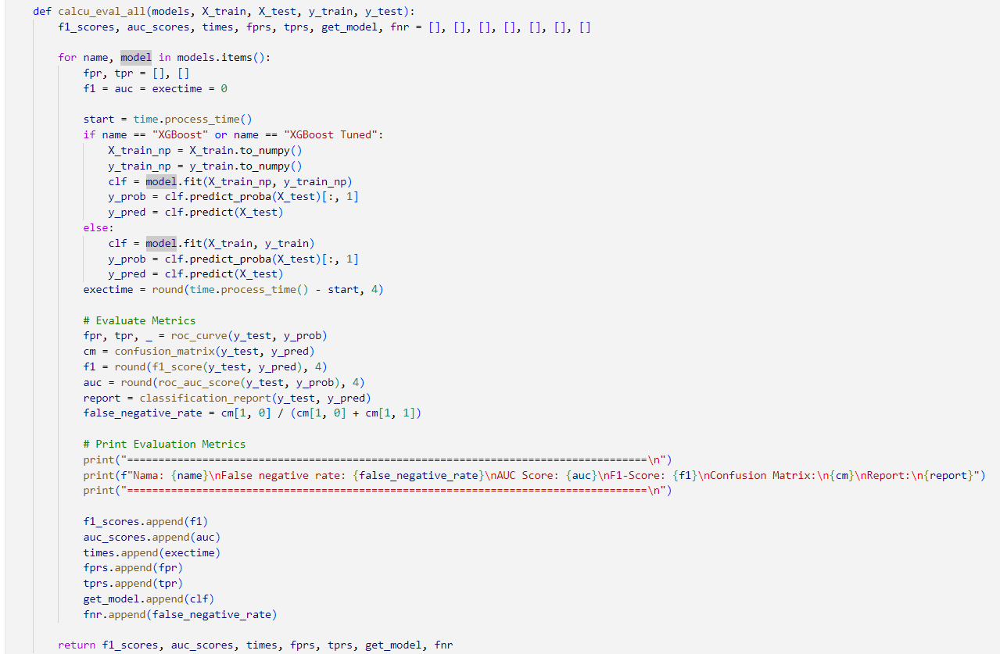 def calcu_eval_all(models, X_train, X_test, y_train, y_test):
    f1_scores, auc_scores, times, fprs, tprs, get_model, fnr = [], [], [], [], [], [], []

    for name, model in models.items():
        fpr, tpr = [], []
        f1 = auc = exectime = 0

        start = time.process_time()
        if name == "XGBoost" or name == "XGBoost Tuned":
            X_train_np = X_train.to_numpy()
            y_train_np = y_train.to_numpy()
            clf = model.fit(X_train_np, y_train_np)
            y_prob = clf.predict_proba(X_test)[:, 1]
            y_pred = clf.predict(X_test)
        else:
            clf = model.fit(X_train, y_train)
            y_prob = clf.predict_proba(X_test)[:, 1]
            y_pred = clf.predict(X_test)
        exectime = round(time.process_time() - start, 4)

        # Evaluate Metrics
        fpr, tpr, _ = roc_curve(y_test, y_prob)
        cm = confusion_matrix(y_test, y_pred)
        f1 = round(f1_score(y_test, y_pred), 4)
        auc = round(roc_auc_score(y_test, y_prob), 4)
        report = classification_report(y_test, y_pred)
        false_negative_rate = cm[1, 0] / (cm[1, 0] + cm[1, 1])

        # Print Evaluation Metrics
        print("===================================================================================\n")
        print(f"Nama: {name}\nFalse negative rate: {false_negative_rate}\nAUC Score: {auc}\nF1-Score: {f1}\nConfusion Matrix:\n{cm}\nReport:\n{report}")
        print("===================================================================================\n")

        f1_scores.append(f1)
        auc_scores.append(auc)
        times.append(exectime)
        fprs.append(fpr)
        tprs.append(tpr)
        get_model.append(clf)
        fnr.append(false_negative_rate)

    return f1_scores, auc_scores, times, fprs, tprs, get_model, fnr